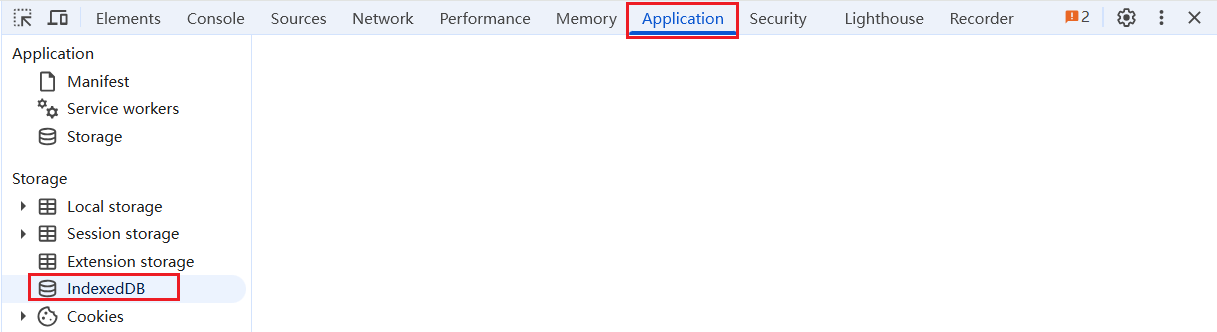 Elements Console Sources Network Performance Memory Application Security Lighthouse Recorder 2
Application
Manifest
Service workers
Storage
Storage
Local storage
Session storage
Extension storage
IndexedDB
Cookies